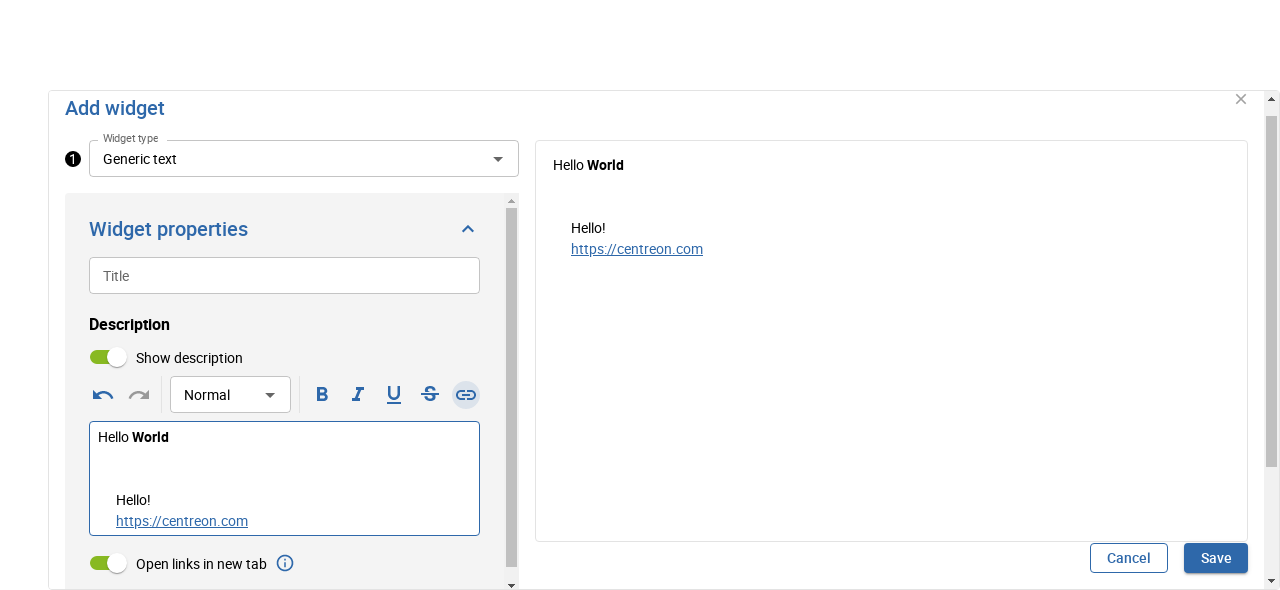 Add widget
Widget type
1
Generic text
Widget properties
Title
Description
Show description
Normal
B I U S
Hello World
Hello!
https://centreon.com
Open links in new tab
Hello World
Hello!
https://centreon.com
Cancel
Save